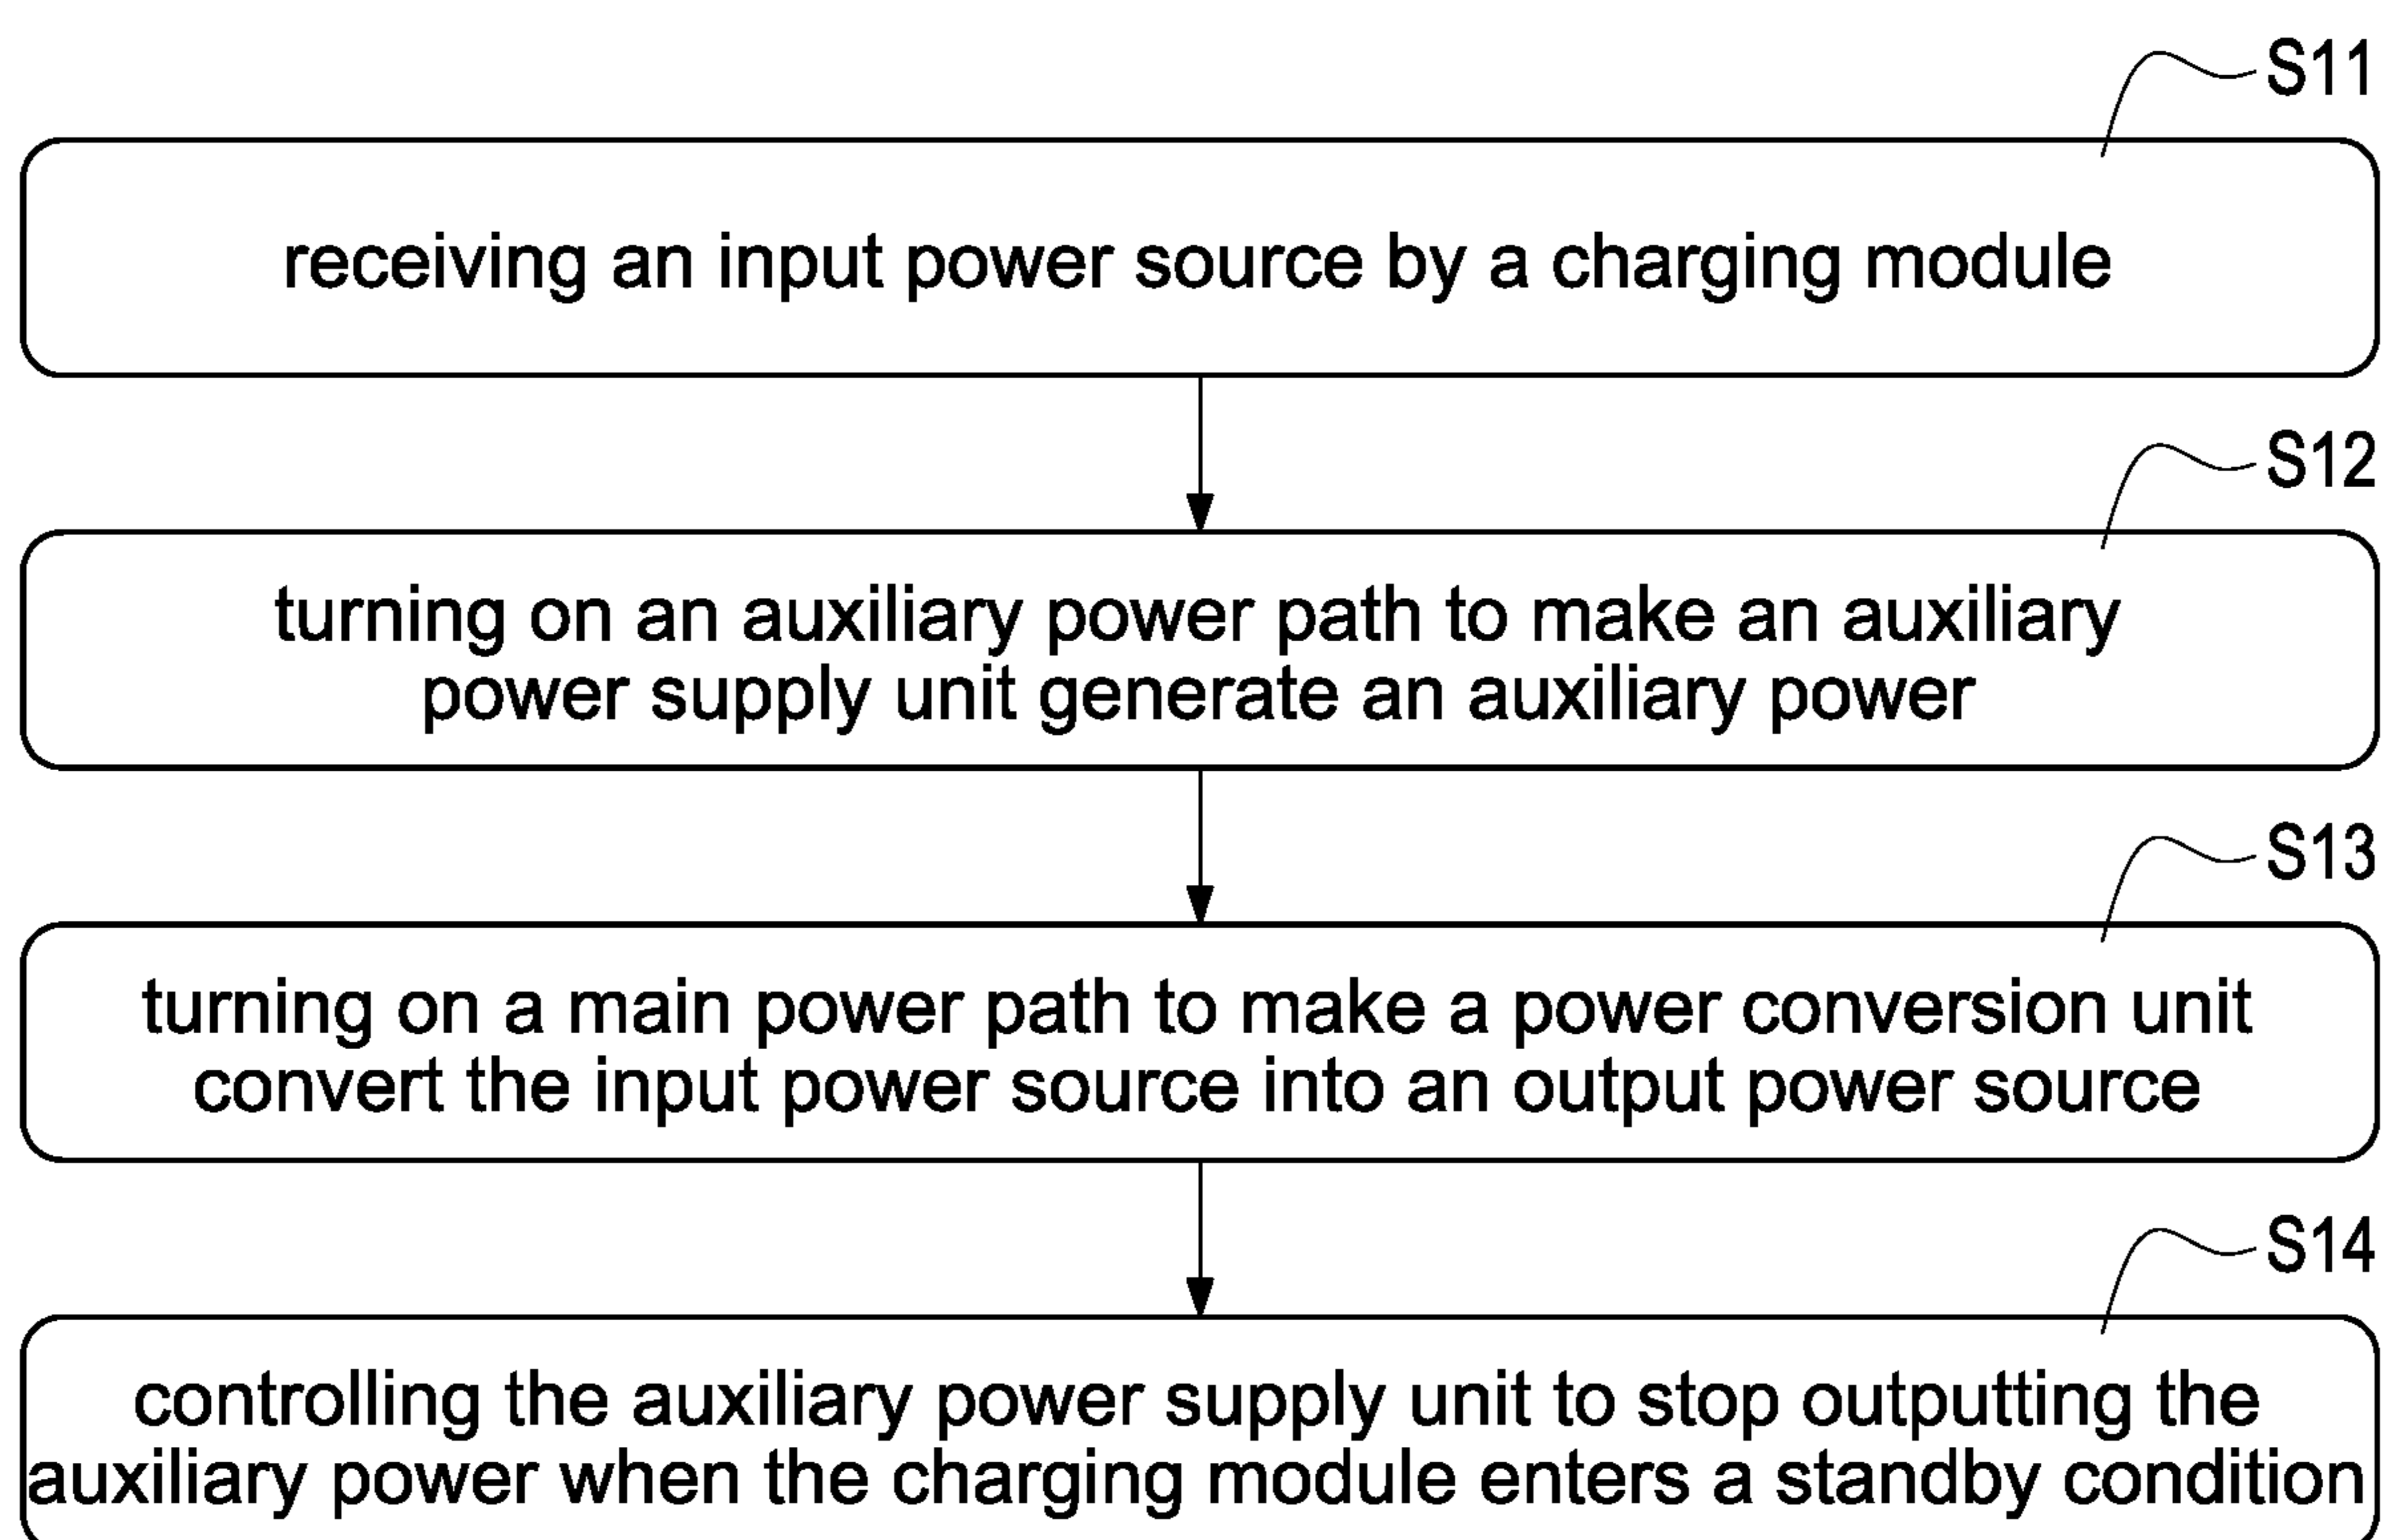 S11
receiving an input power source by a charging module
S12
turning on an auxiliary power path to make an auxiliary
power supply unit generate an auxiliary power
S13
turning on a main power path to make a power conversion unit
convert the input power source into an output power source
S14
controlling the auxiliary power supply unit to stop outputting the
auxiliary power when the charging module enters a standby condition